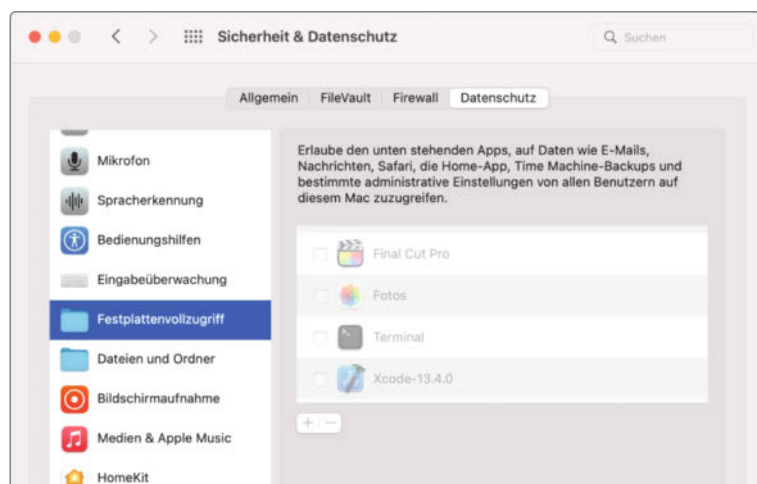 Sicherheit & Datenschutz
Suchen
Allgemein
FileVault
Firewall
Datenschutz
Mikrofon
Spracherkennung
Bedienungshilfen
Eingabeüberwachung
Festplattenvollzugriff
Dateien und Ordner
Bildschirmaufnahme
Medien & Apple Music
HomeKit
Erlaube den unten stehenden Apps, auf Daten wie E-Mails,
Nachrichten, Safari, die Home-App, Time Machine-Backups und
bestimmte administrative Einstellungen von allen Benutzern auf
diesem Mac zuzugreifen.
Final Cut Pro
Fotos
Terminal
Xcode-13.4.0